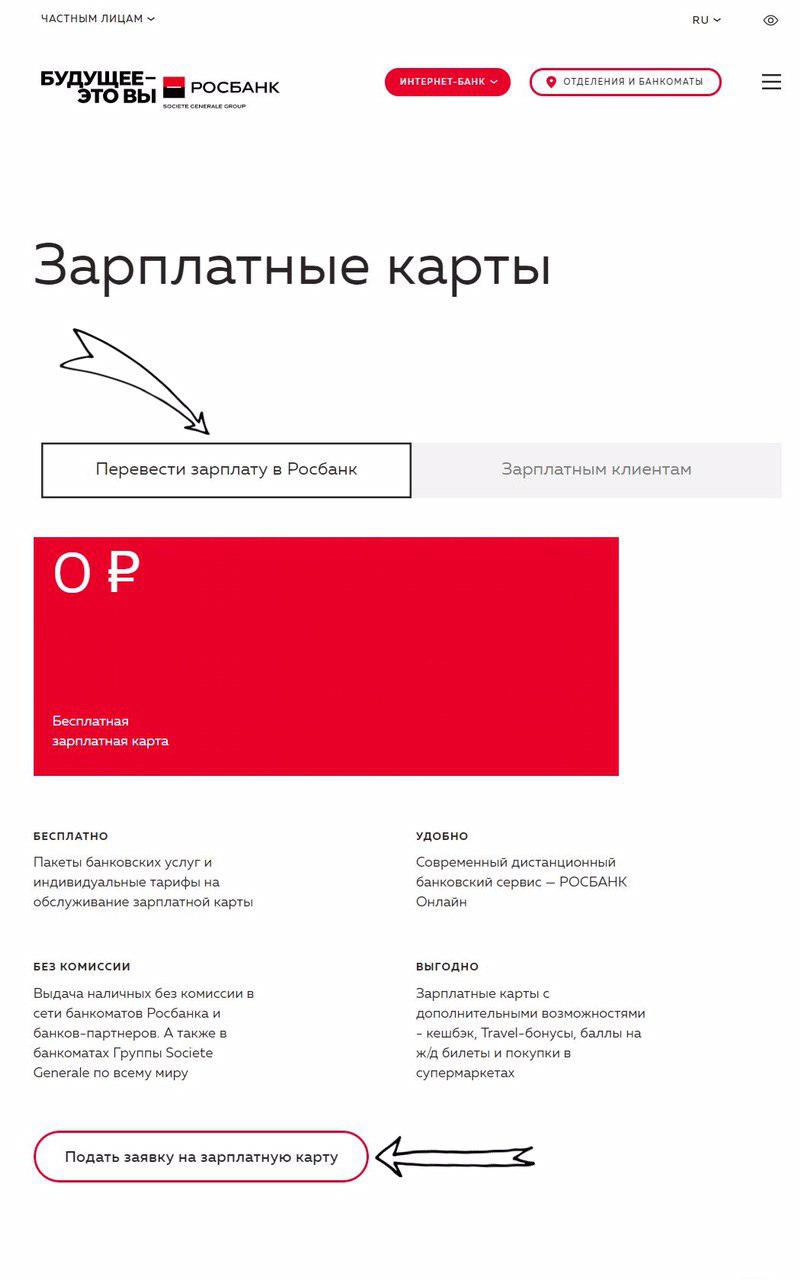 ЧАСТНЫМ ЛИЦАМ
RU
БУДУЩЕЕ–
ЭТО ВЫ
РОСБАНК
SOCIETE GENERALE GROUP
ИНТЕРНЕТ-БАНК
ОТДЕЛЕНИЯ И БАНКОМАТЫ
Зарплатные карты
Перевести зарплату в Росбанк
Зарплатным клиентам
0 ₽
Бесплатная
зарплатная карта
БЕСПЛАТНО
Пакеты банковских услуг и
индивидуальные тарифы на
обслуживание зарплатной карты
УДОБНО
Современный дистанционный
банковский сервис — РОСБАНК
Онлайн
БЕЗ КОМИССИИ
Выдача наличных без комиссии в
сети банкоматов Росбанка и
банков-партнеров. А также в
банкоматах Группы Societe
Generale по всему миру
ВЫГОДНО
Зарплатные карты с
дополнительными возможностями
- кешбэк, Travel-бонусы, баллы на
ж/д билеты и покупки в
супермаркетах
Подать заявку на зарплатную карту